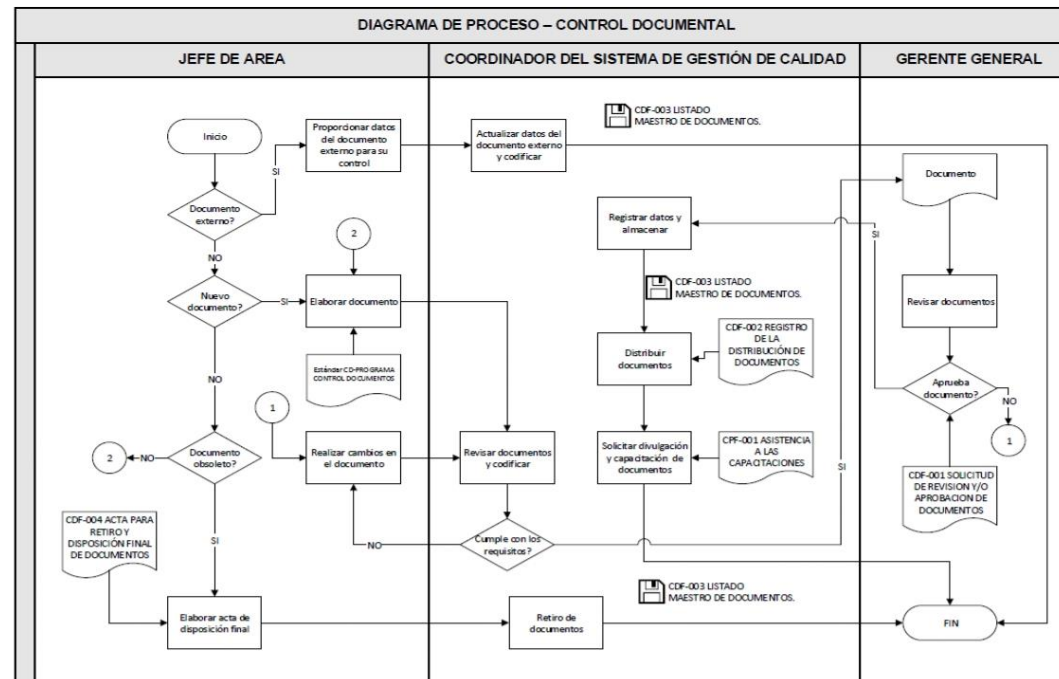 DIAGRAMA DE PROCESO – CONTROL DOCUMENTAL
JEFE DE AREA
COORDINADOR DEL SISTEMA DE GESTIÓN DE CALIDAD
GERENTE GENERAL
Inicio
Proporcionar datos
del documento
externo para su
control
Actualizar datos del
documento externo
y codificar
CDF-003 LISTADO
MAESTRO DE DOCUMENTOS.
SI
Documento
externo?
NO
Documento
Registrar datos y
almacenar
SI
2
Nuevo
documento?
SI
Elaborar documento
CDF-003 LISTADO
MAESTRO DE DOCUMENTOS.
Revisar documentos
Estándar CD-PROGRAMA
CONTROL DOCUMENTOS
Distribuir
documentos
CDF-002 REGISTRO
DE LA
DISTRIBUCIÓN DE
DOCUMENTOS
NO
Aprueba
documento?
NO
1
1
Documento
obsoleto?
NO
2
Realizar cambios en
el documento
Revisar documentos
y codificar
Solicitar divulgación
y capacitación de
documentos
CPF-001 ASISTENCIA
A LAS
CAPACITACIONES
SI
CDF-001 SOLICITUD
DE REVISION Y/O
APROBACION DE
DOCUMENTOS
CDF-004 ACTA PARA
RETIRO Y
DISPOSICIÓN FINAL
DE DOCUMENTOS
SI
NO
Cumple con los
requisitos?
CDF-003 LISTADO
MAESTRO DE DOCUMENTOS.
Elaborar acta de
disposición final
Retiro de
documentos
FIN